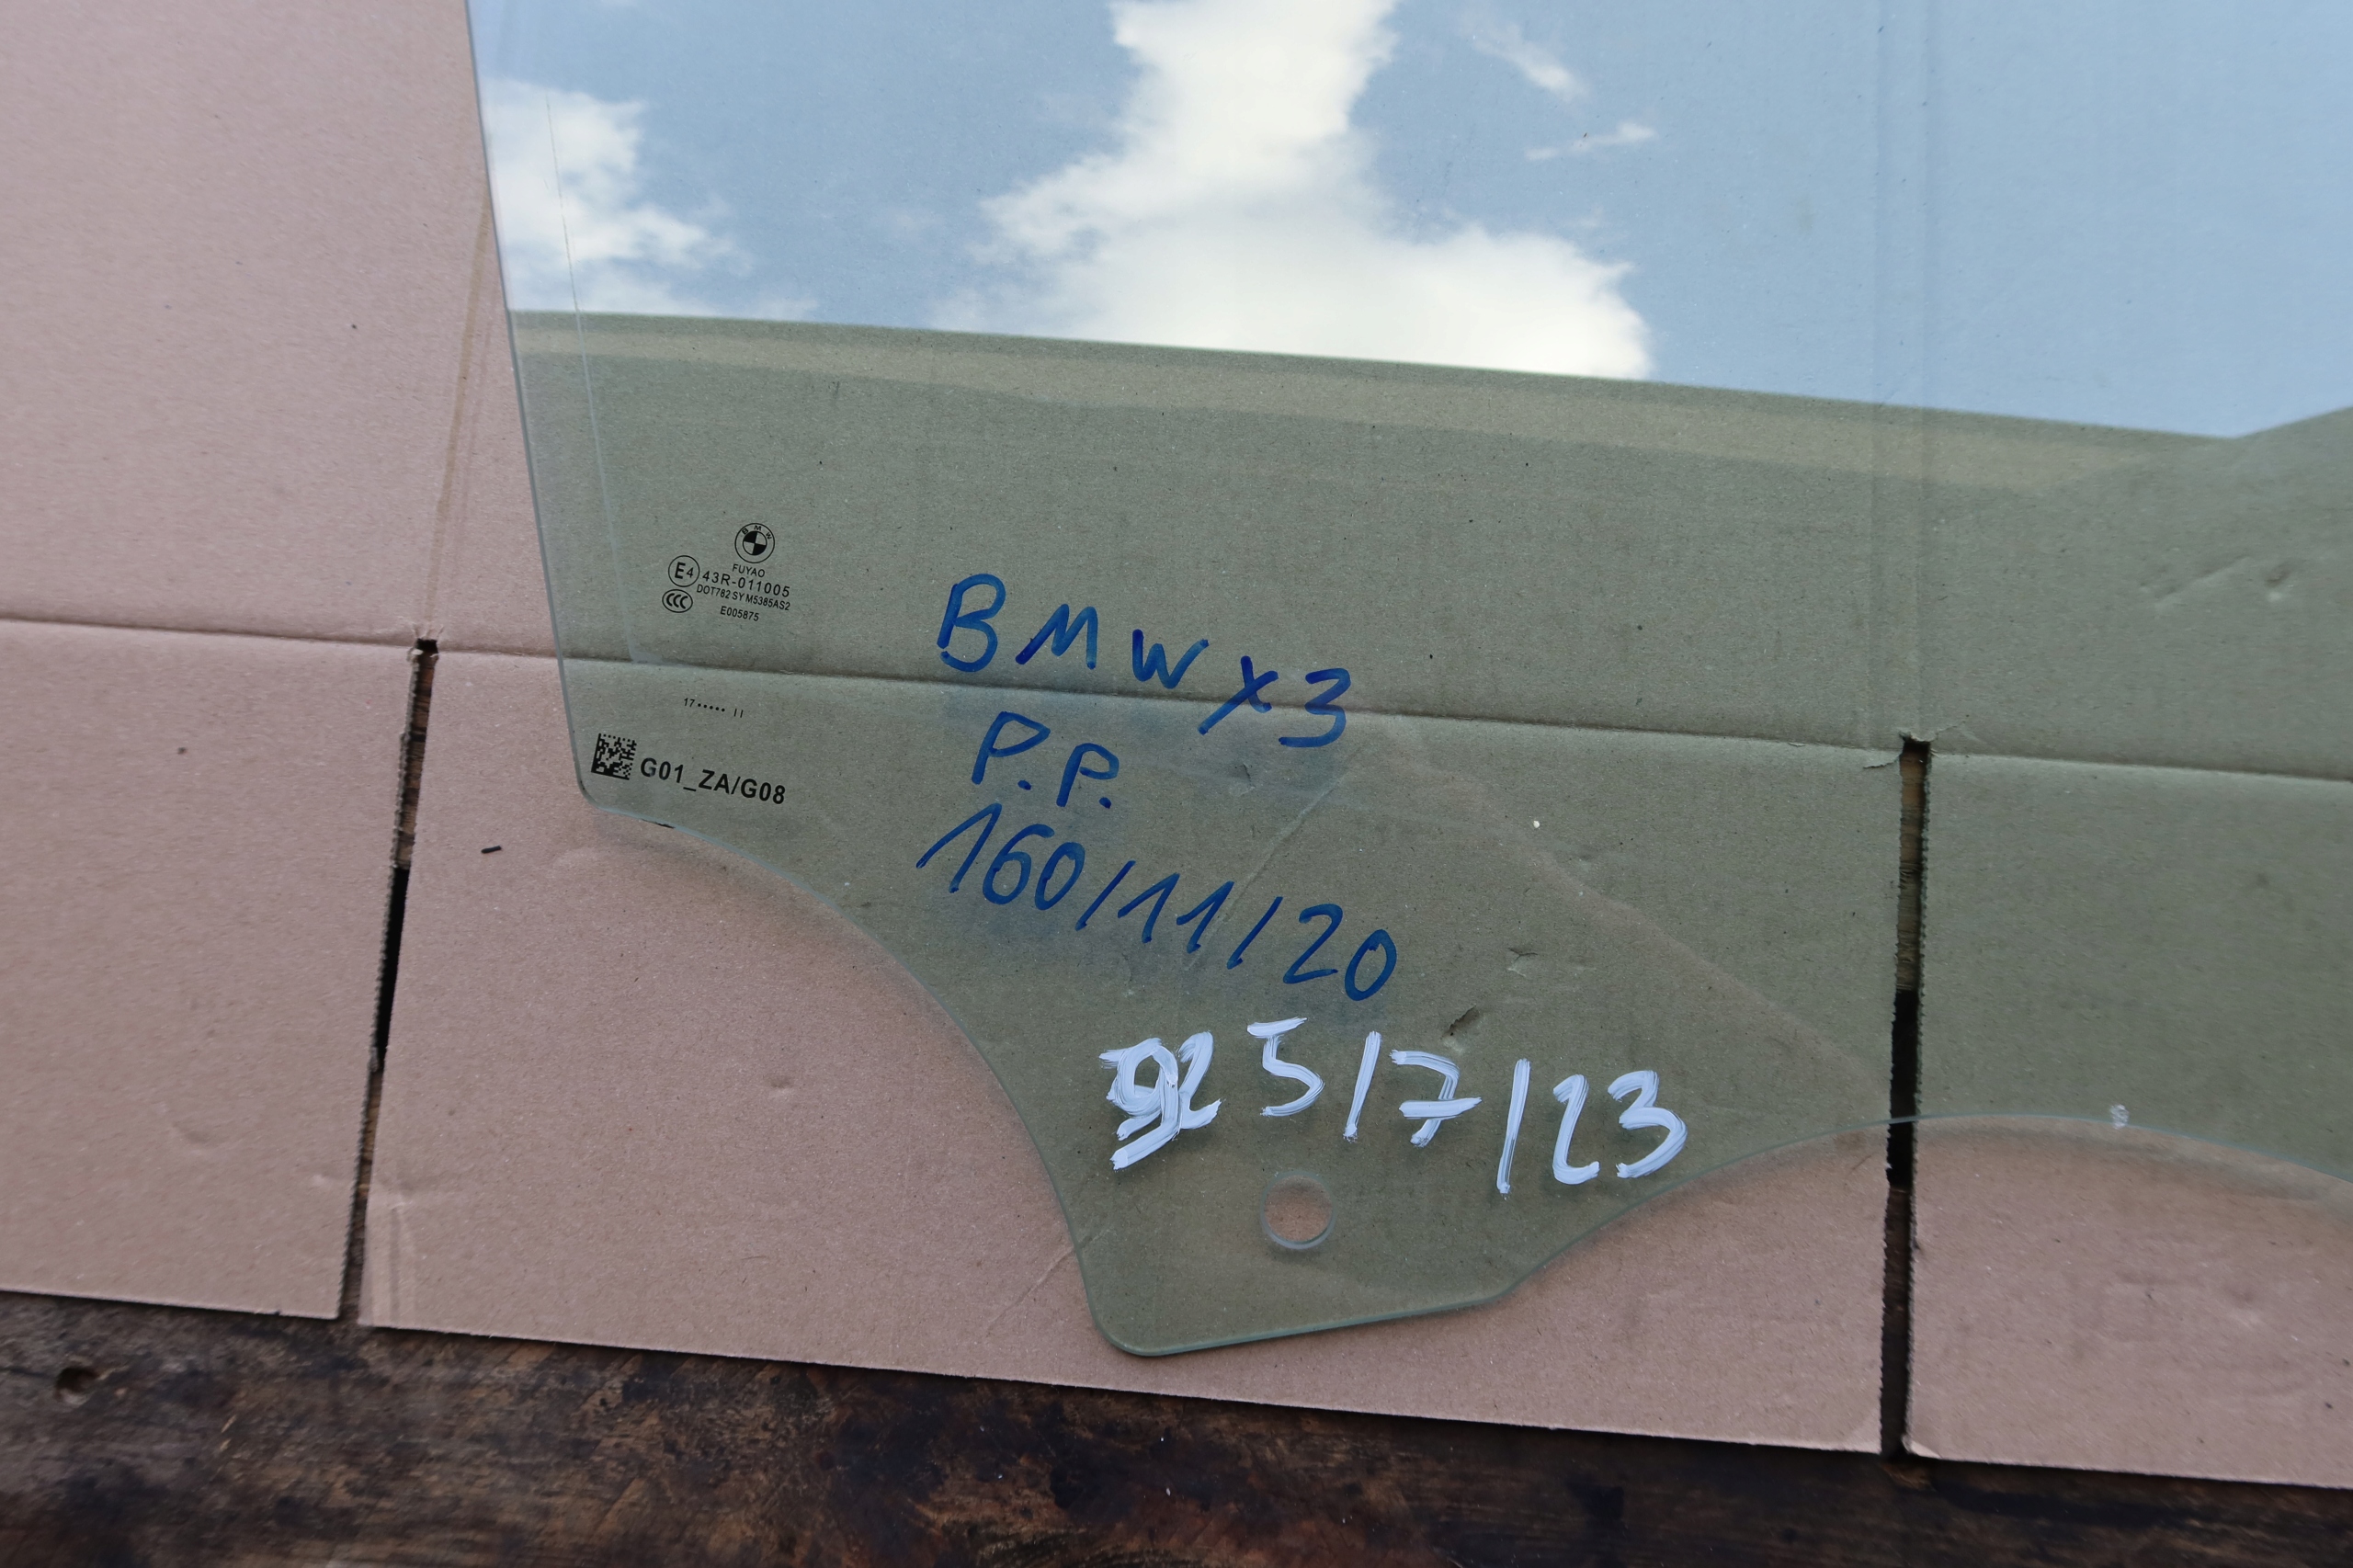 BMW
FUYAO
E4 43R-011005
CCC DOT782 SY M5385AS2
E005875
BMW X3
17••••• II
P.P.
G01_ZA/G08
160/11/20
5/7/23